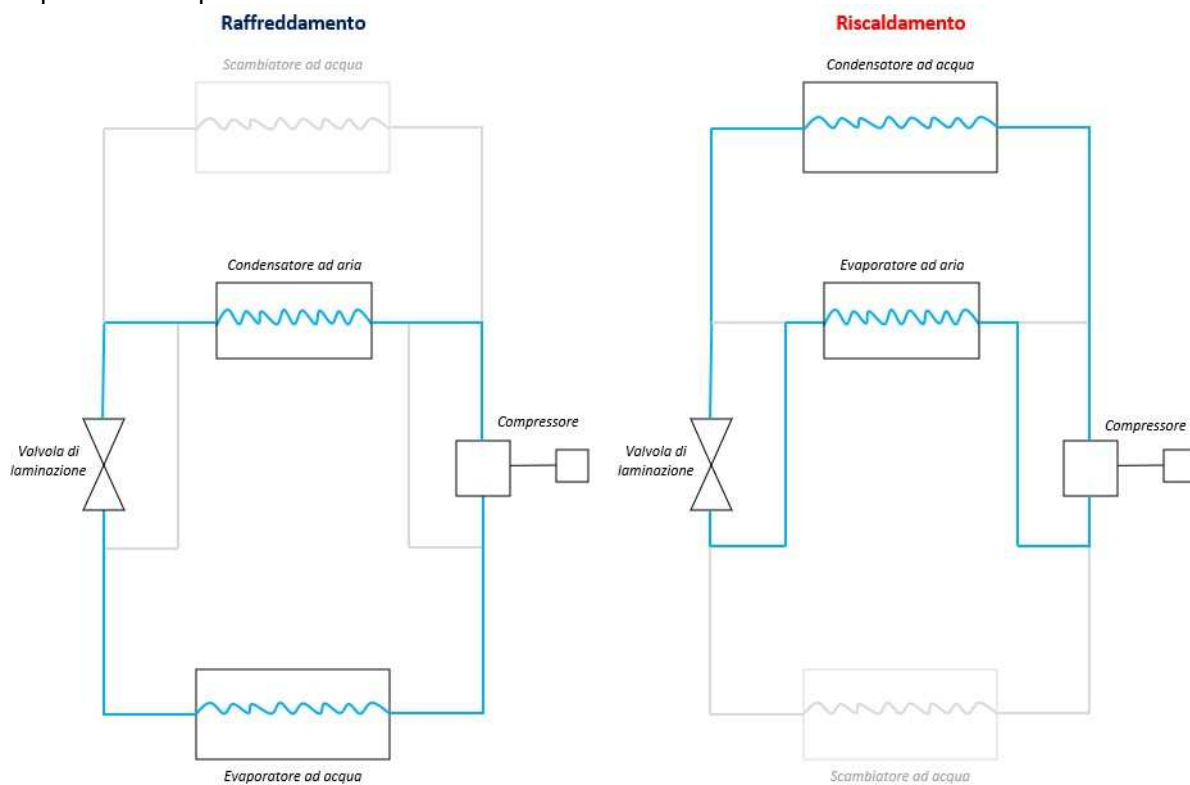 Raffreddamento
Scambiatore ad acqua
Condensatore ad aria
Compressore
Valvola di
laminazione
Evaporatore ad acqua
Riscaldamento
Condensatore ad acqua
Evaporatore ad aria
Compressore
Valvola di
laminazione
Scambiatore ad acqua